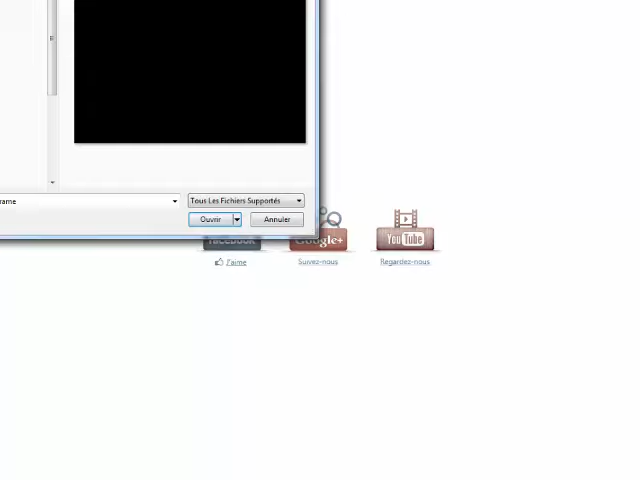 rame
Tous Les Fichiers Supportés
Ouvrir
Annuler
facebook
Google+
YouTube
J'aime
Suivez-nous
Regardez-nous